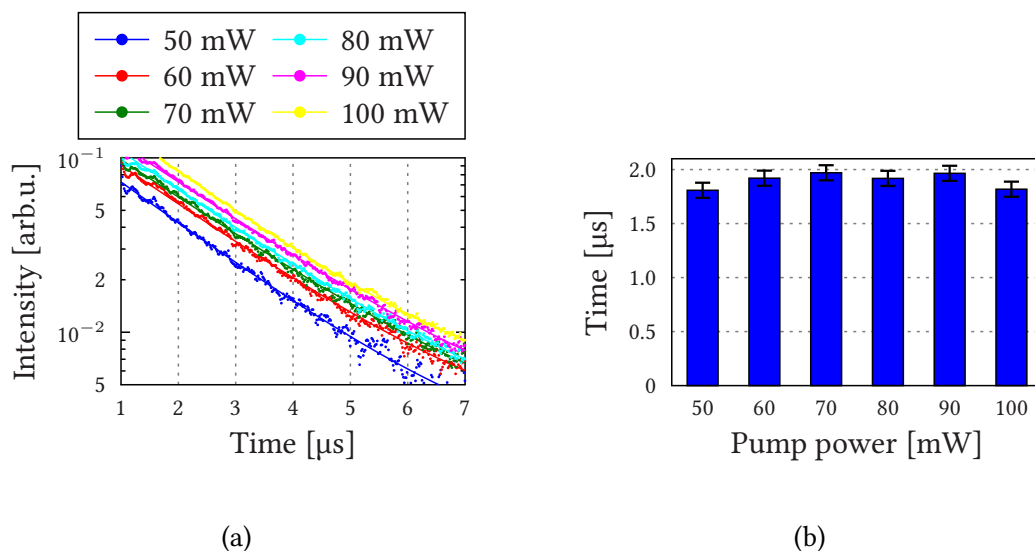 50 mW
80 mW
60 mW
90 mW
70 mW
100 mW
10⁻¹
5
2
10⁻²
5
Intensity [arb.u.]
1 2 3 4 5 6 7
Time [µs]
(a)
2.0
1.5
1.0
0.5
0
Time [µs]
50 60 70 80 90 100
Pump power [mW]
(b)